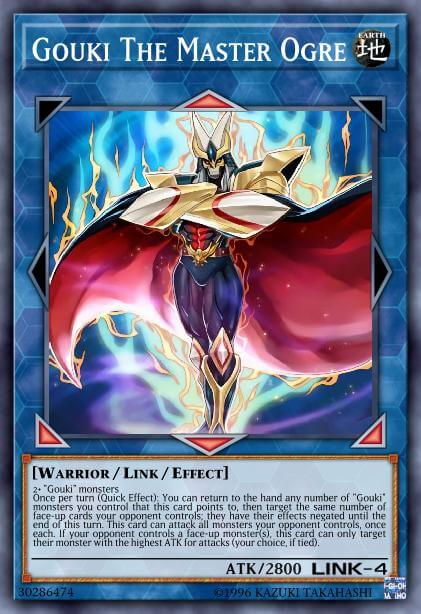 GOUKI THE MASTER OGRE
EARTH
地
[WARRIOR / LINK / EFFECT]
2+ "Gouki" monsters
Once per turn (Quick Effect): You can return to the hand any number of "Gouki"
monsters you control that this card points to, then target the same number of
face-up cards your opponent controls; they have their effects negated until the
end of this turn. This card can attack all monsters your opponent controls, once
each. If your opponent controls a face-up monster(s), this card can only target
their monster with the highest ATK for attacks (your choice, if tied).
ATK/2800 LINK-4
30286474 ©1996 KAZUKI TAKAHASHI